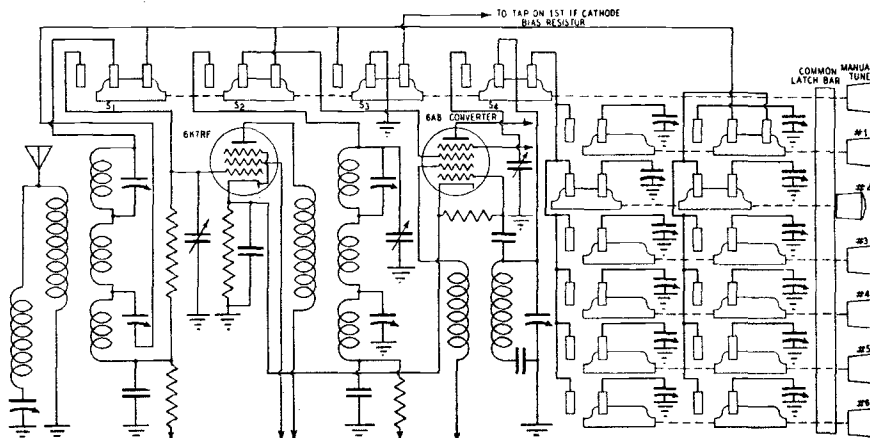 TO TAP ON 1ST IF CATHODE
BIAS RESISTOR
COMMON
LATCH BAR
MANUAL
TUNE
S1
S2
S3
S4
6K7RF
6A8 CONVERTER
#1
#3
#4
#5
#6